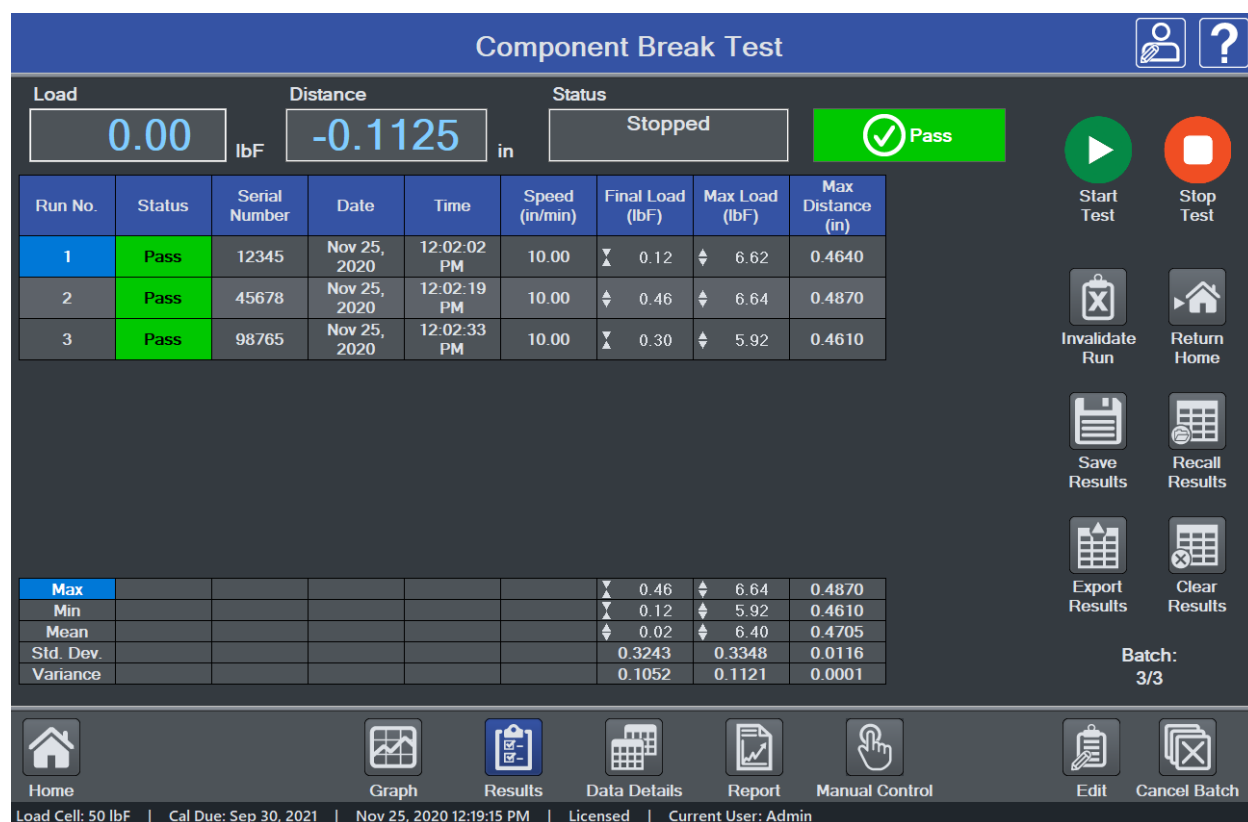 Component Break Test
?
Load Distance Status
0.00 lbF -0.1125 in Stopped Pass
Start Test Stop Test
Run No. Status Serial Number Date Time Speed (in/min) Final Load (lbF) Max Load (lbF) Max Distance (in)
1 Pass 12345 Nov 25, 2020 12:02:02 PM 10.00 0.12 6.62 0.4640
2 Pass 45678 Nov 25, 2020 12:02:19 PM 10.00 0.46 6.64 0.4870
3 Pass 98765 Nov 25, 2020 12:02:33 PM 10.00 0.30 5.92 0.4610
Invalidate Run Return Home
Save Results Recall Results
Export Results Clear Results
Max 0.46 6.64 0.4870
Min 0.12 5.92 0.4610
Mean 0.02 6.40 0.4705
Std. Dev. 0.3243 0.3348 0.0116
Variance 0.1052 0.1121 0.0001
Batch:
3/3
Home Graph Results Data Details Report Manual Control Edit Cancel Batch
Load Cell: 50 lbF | Cal Due: Sep 30, 2021 | Nov 25, 2020 12:19:15 PM | Licensed | Current User: Admin